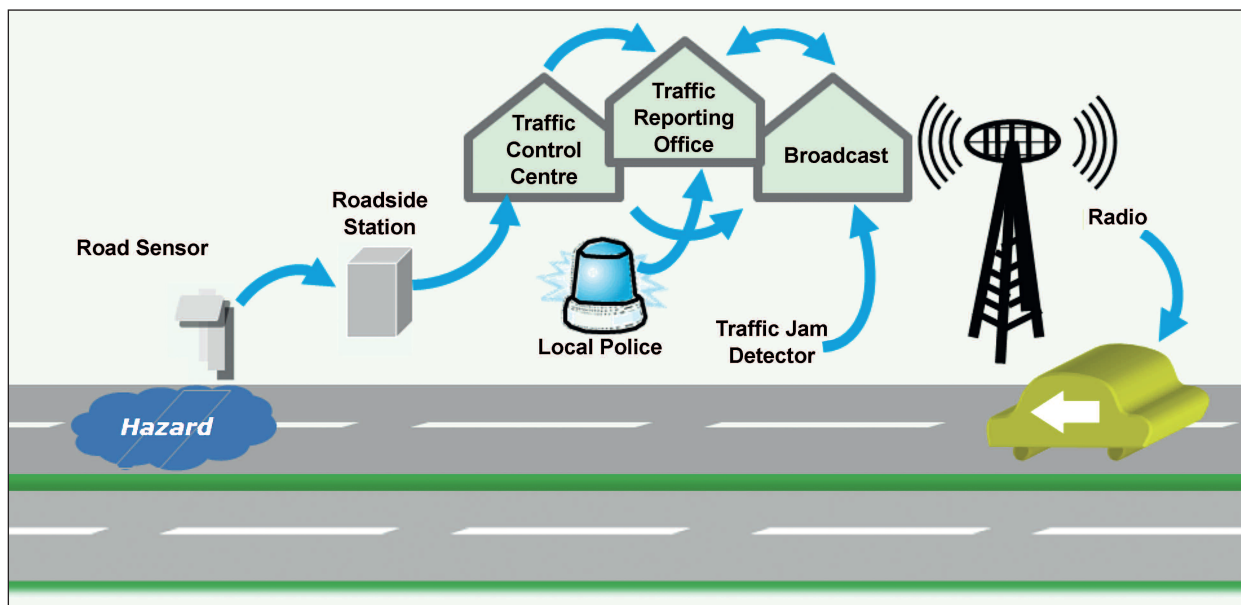 Road Sensor
Roadside
Station
Traffic
Control
Centre
Traffic
Reporting
Office
Broadcast
Local Police
Traffic Jam
Detector
Radio
Hazard